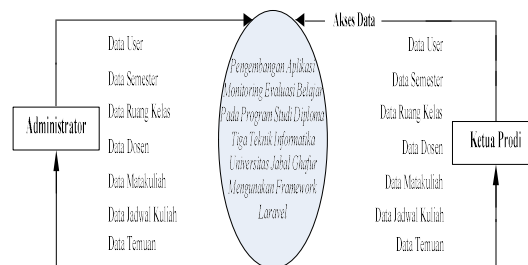 Akses Data
Data User
Data Semester
Data Ruang Kelas
Data Dosen
Data Matakuliah
Data Jadwal Kuliah
Data Temuan
Administrator
Pengembangan Aplikasi
Monitoring Evaluasi Belajar
Pada Program Studi Diploma
Tiga Teknik Informatika
Universitas Jabal Ghafur
Mengunakan Framework
Laravel
Data User
Data Semester
Data Ruang Kelas
Data Dosen
Data Matakuliah
Data Jadwal Kuliah
Data Temuan
Ketua Prodi